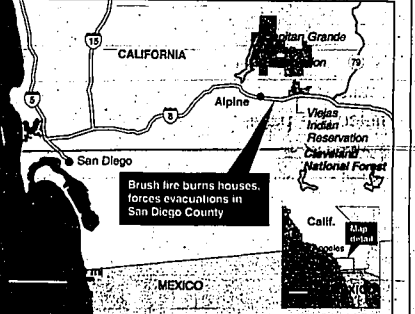 15
CALIFORNIA
pitan Grande
79
5
8
Alpine
Viejas
Indian
Reservation
Cleveland
National Forest
San Diego
Brush fire burns houses,
forces evacuations in
San Diego County
Calif.
Map
detail
MEXICO